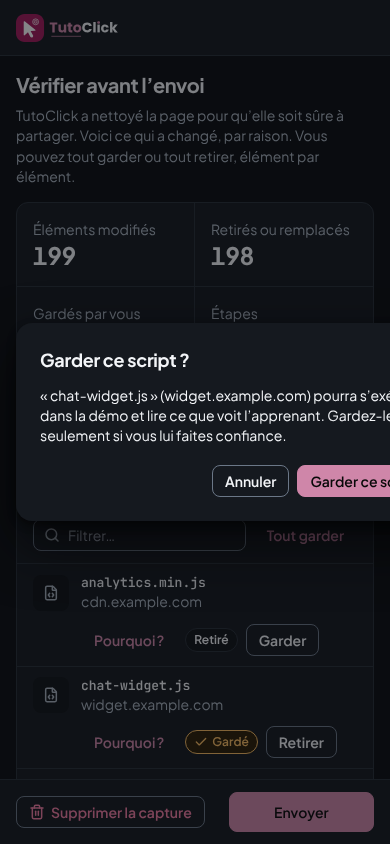 TutoClick
Vérifier avant l’envoi
TutoClick a nettoyé la page pour qu’elle soit sûre à
partager. Voici ce qui a changé, par raison. Vous
pouvez tout garder ou tout retirer, élément par
élément.
Éléments modifiés
199
Retirés ou remplacés
198
Gardés par vous
Étapes
Garder ce script ?
« chat-widget.js » (widget.example.com) pourra
dans la démo et lire ce que voit l’apprenant.
seulement si vous lui faites confiance.
Annuler
Garder ce
Filtrer…
Tout garder
analytics.min.js
cdn.example.com
Pourquoi ?
Retiré
Garder
chat-widget.js
widget.example.com
Pourquoi ?
Gardé
Retirer
Supprimer la capture
Envoyer